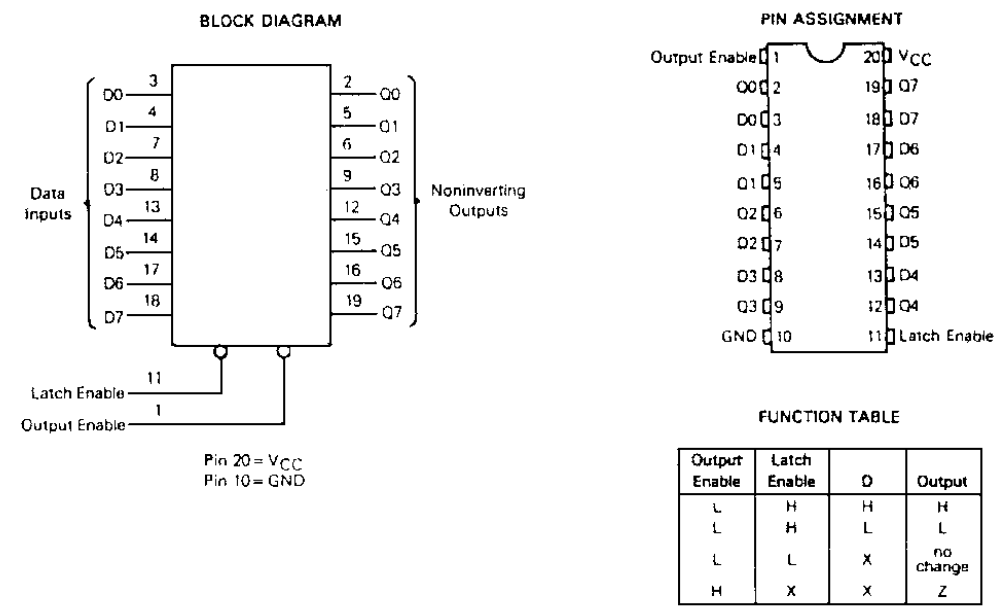 BLOCK DIAGRAM
D0 3
D1 4
D2 7
D3 8
D4 13
D5 14
D6 17
D7 18
Data
Inputs
2 Q0
5 Q1
6 Q2
9 Q3
12 Q4
15 Q5
16 Q6
19 Q7
Noninverting
Outputs
Latch Enable 11
Output Enable 1
Pin 20 = VCC
Pin 10 = GND
PIN ASSIGNMENT
Output Enable 1 20 VCC
Q0 2 19 Q7
D0 3 18 D7
D1 4 17 D6
Q1 5 16 Q6
Q2 6 15 Q5
D2 7 14 D5
D3 8 13 D4
Q3 9 12 Q4
GND 10 11 Latch Enable
FUNCTION TABLE
Output Enable Latch Enable D Output
L H H H
L H L L
L L X no change
H X X Z